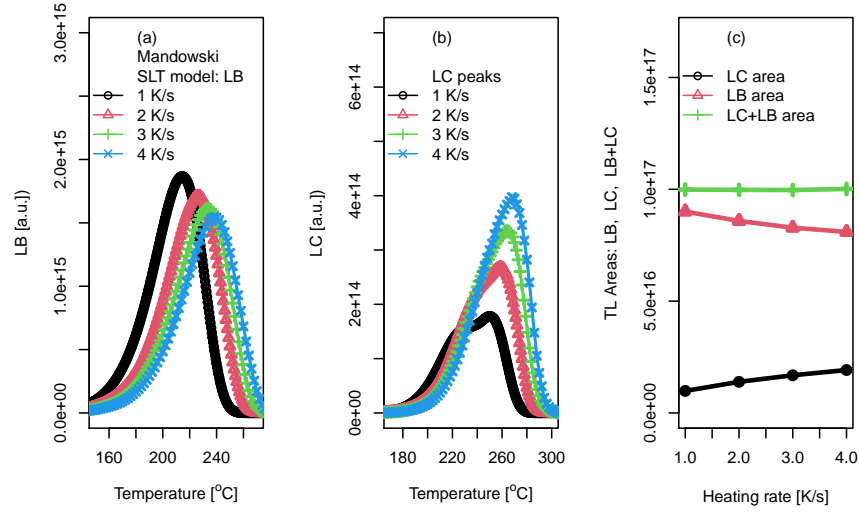 (a)
Mandowski
SLT model: LB
1 K/s
2 K/s
3 K/s
4 K/s
LB [a.u.])
0.0e+00
1.0e+15
2.0e+15
3.0e+15
160
200
240
Temperature [°C]
(b)
LC peaks
1 K/s
2 K/s
3 K/s
4 K/s
LC [a.u.])
0e+00
2e+14
4e+14
6e+14
180
220
260
300
Temperature [°C]
(c)
LC area
LB area
LC+LB area
TL Areas: LB, LC, LB+LC
0.0e+00
5.0e+16
1.0e+17
1.5e+17
1.0
2.0
3.0
4.0
Heating rate [K/s]